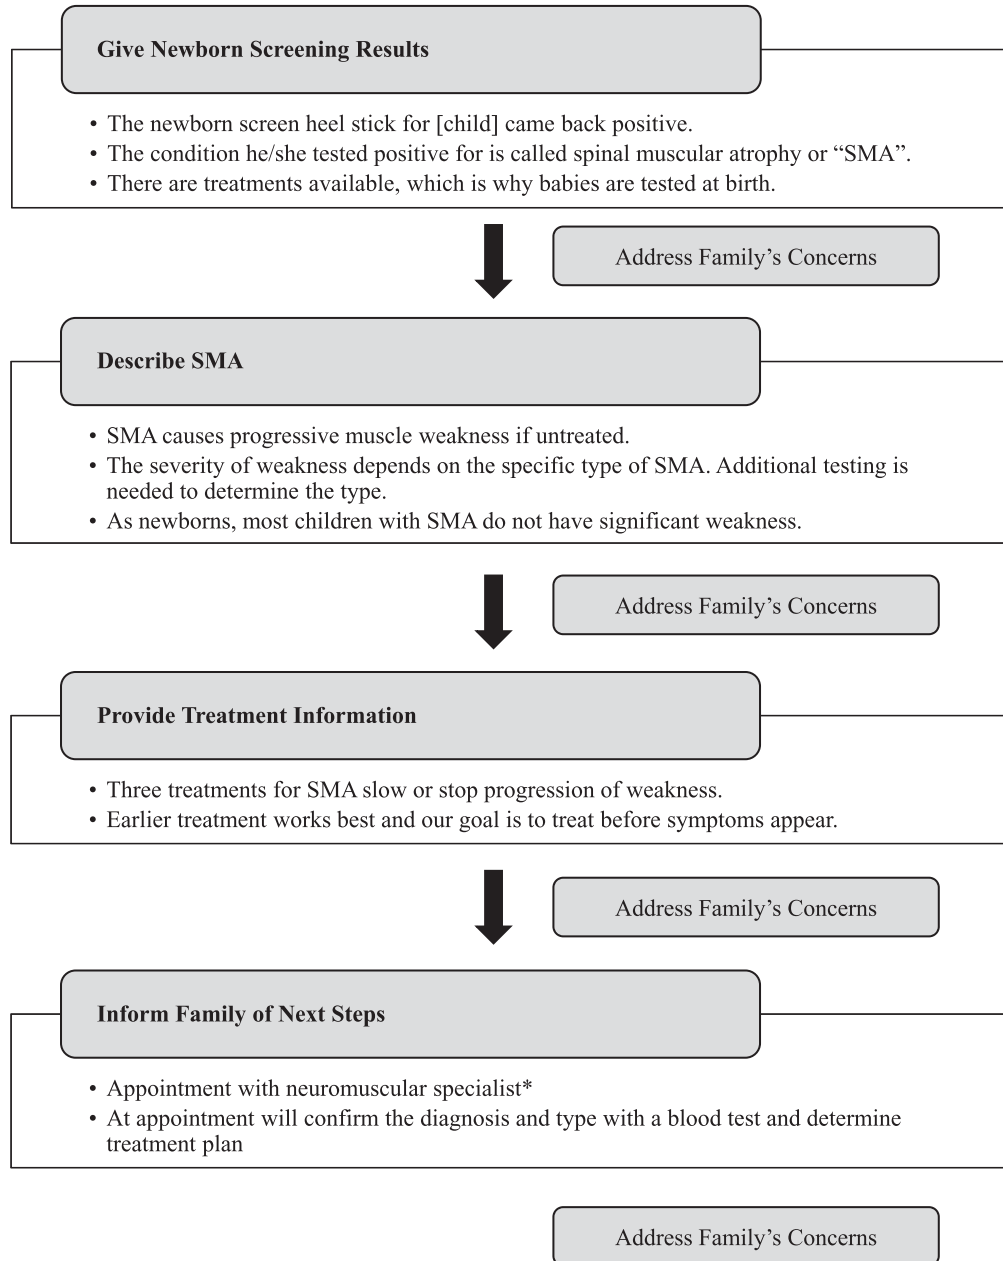 Give Newborn Screening Results
• The newborn screen heel stick for [child] came back positive.
• The condition he/she tested positive for is called spinal muscular atrophy or “SMA”.
• There are treatments available, which is why babies are tested at birth.
Address Family’s Concerns
Describe SMA
• SMA causes progressive muscle weakness if untreated.
• The severity of weakness depends on the specific type of SMA. Additional testing is
needed to determine the type.
• As newborns, most children with SMA do not have significant weakness.
Address Family’s Concerns
Provide Treatment Information
• Three treatments for SMA slow or stop progression of weakness.
• Earlier treatment works best and our goal is to treat before symptoms appear.
Address Family’s Concerns
Inform Family of Next Steps
• Appointment with neuromuscular specialist*
• At appointment will confirm the diagnosis and type with a blood test and determine
treatment plan
Address Family’s Concerns